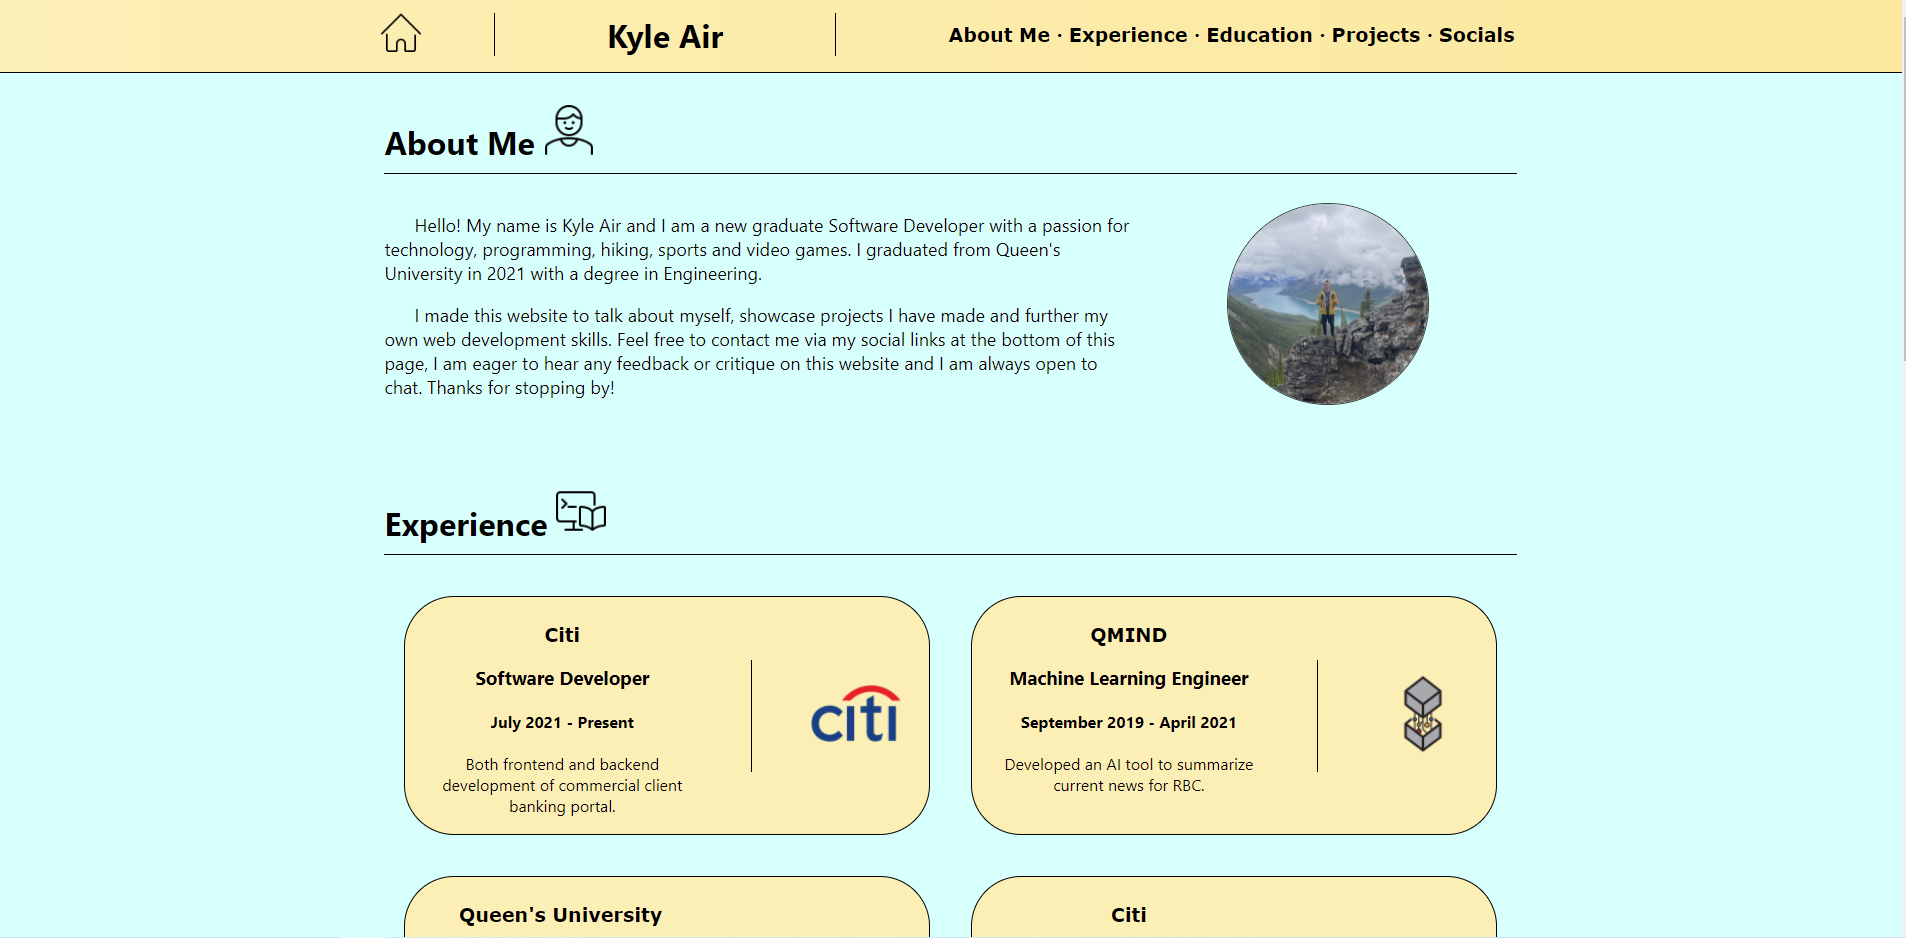 Kyle Air
About Me · Experience · Education · Projects · Socials
About Me
Hello! My name is Kyle Air and I am a new graduate Software Developer with a passion for
technology, programming, hiking, sports and video games. I graduated from Queen's
University in 2021 with a degree in Engineering.
I made this website to talk about myself, showcase projects I have made and further my
own web development skills. Feel free to contact me via my social links at the bottom of this
page, I am eager to hear any feedback or critique on this website and I am always open to
chat. Thanks for stopping by!
Experience
Citi
Software Developer
July 2021 - Present
Both frontend and backend
development of commercial client
banking portal.
citi
QMIND
Machine Learning Engineer
September 2019 - April 2021
Developed an AI tool to summarize
current news for RBC.
Queen's University
Citi